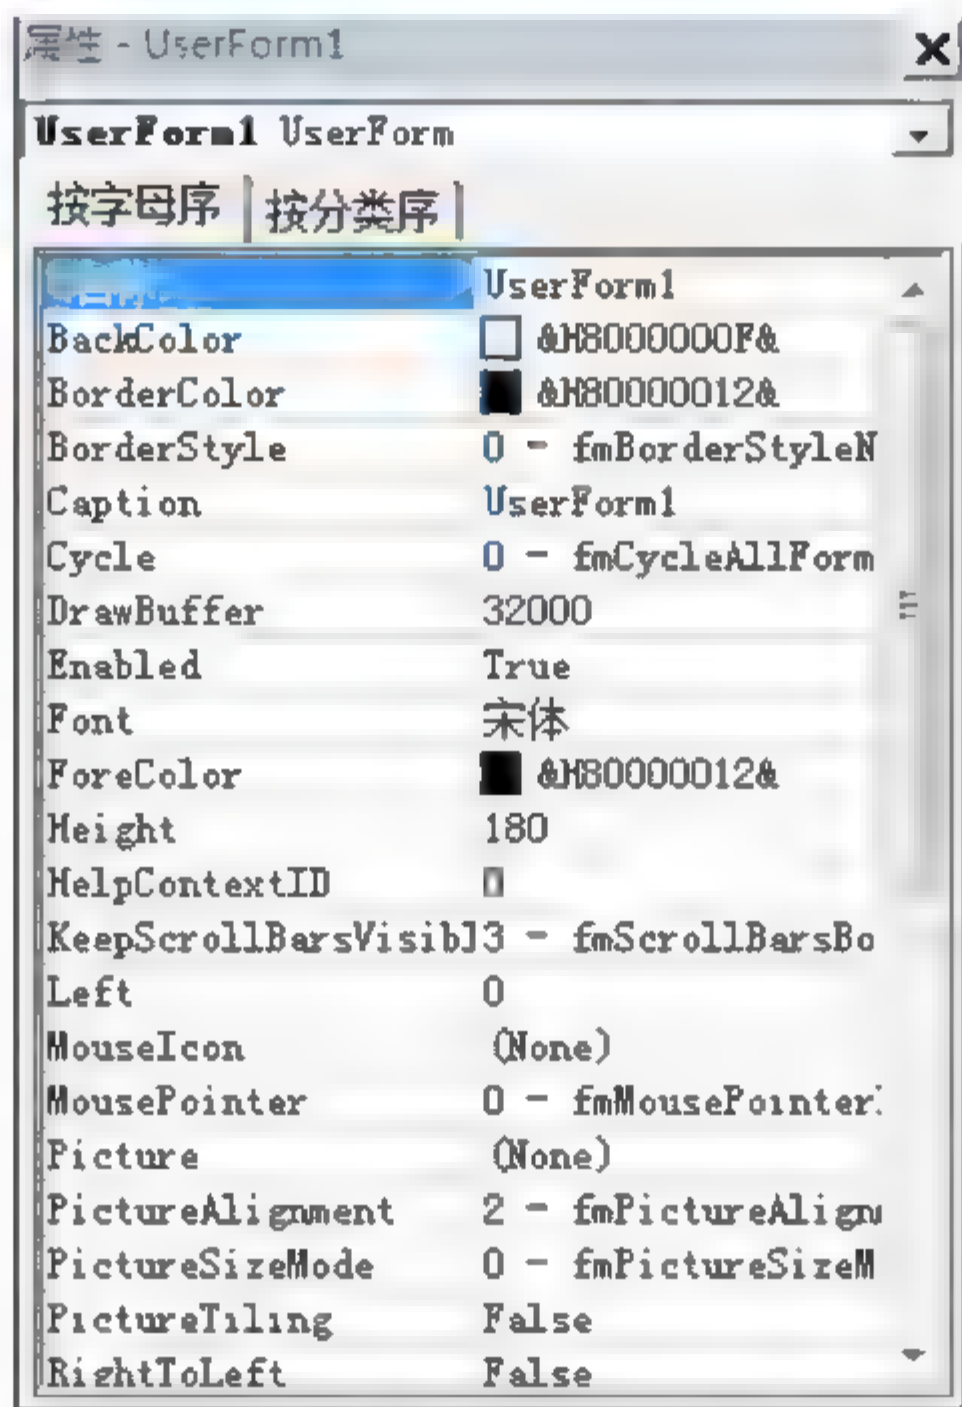 属性 - UserForm1
UserForm1 UserForm
按字母序 按分类序
UserForm1
BackColor &H8000000F&
BorderColor &H80000012&
BorderStyle 0 - fmBorderStyleN
Caption UserForm1
Cycle 0 - fmCycleAllForm
DrawBuffer 32000
Enabled True
Font 宋体
ForeColor &H80000012&
Height 180
HelpContextID 0
KeepScrollBarsVisibl 3 - fmScrollBarsBo
Left 0
MouseIcon (None)
MousePointer 0 - fmMousePointer
Picture (None)
PictureAlignment 2 - fmPictureAlign
PictureSizeMode 0 - fmPictureSizeM
PictureTiling False
RightToLeft False